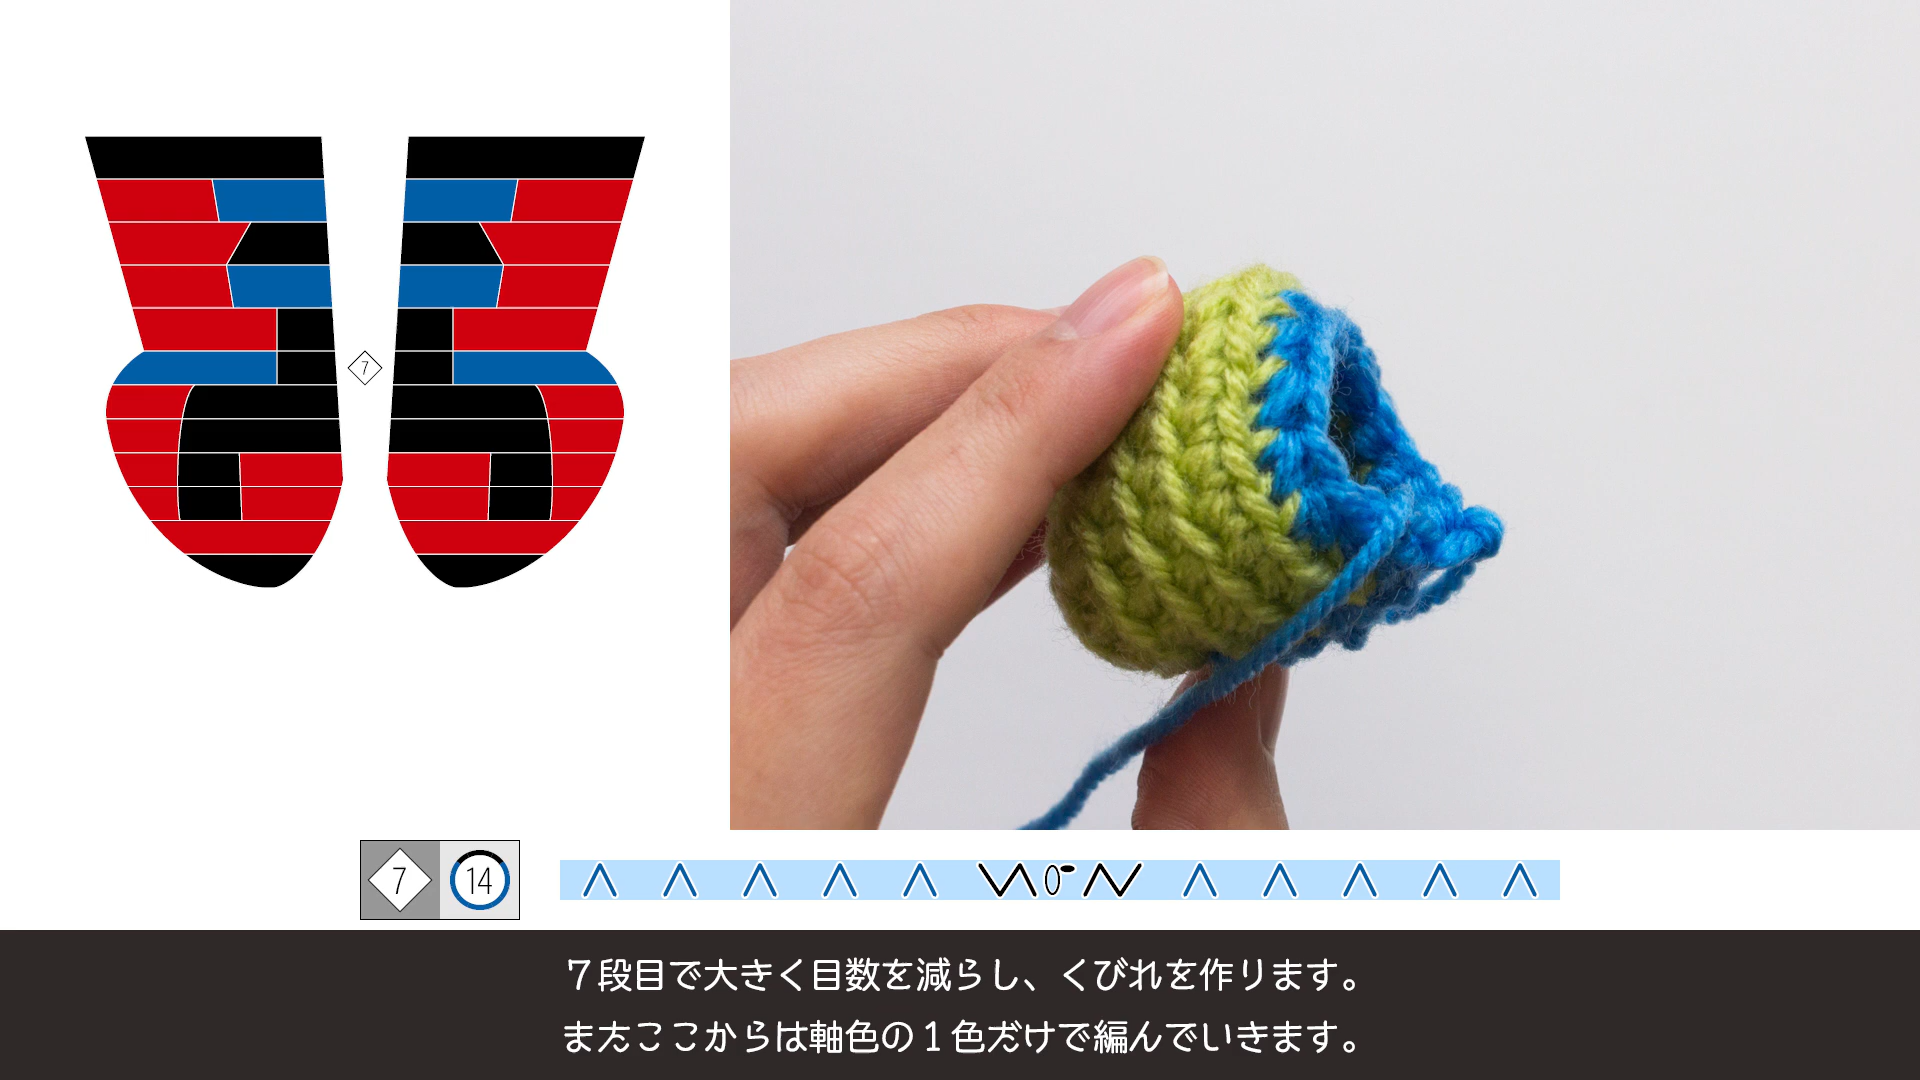 7
7
14
７段目で大きく目数を減らし、くびれを作ります。
またここからは軸色の１色だけで編んでいきます。